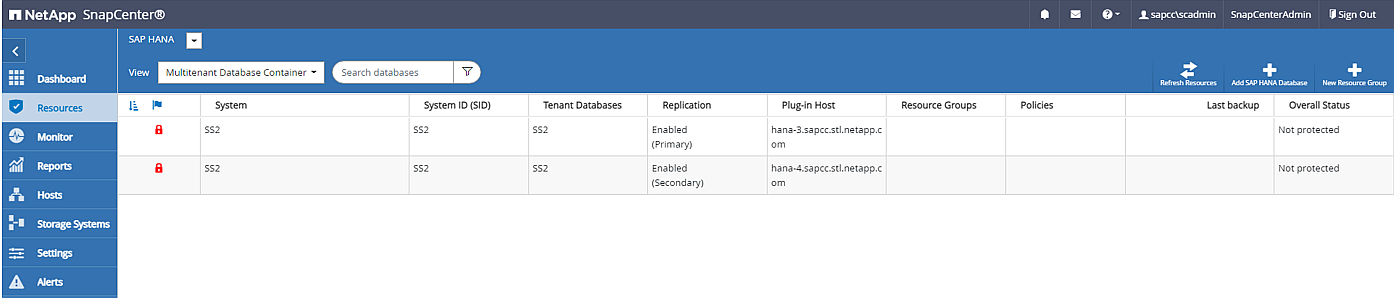 NetApp SnapCenter®
sapcc\scadmin SnapCenterAdmin Sign Out
SAP HANA
Dashboard
Resources
Monitor
Reports
Hosts
Storage Systems
Settings
Alerts
View Multitenant Database Container Search databases
Refresh Resources Add SAP HANA Database New Resource Group
System System ID (SID) Tenant Databases Replication Plug-in Host Resource Groups Policies Last backup Overall Status
SS2 SS2 SS2 Enabled hana-3.sapcc.stl.netapp.c Not protected
(Primary) om
SS2 SS2 SS2 Enabled hana-4.sapcc.stl.netapp.c Not protected
(Secondary) om